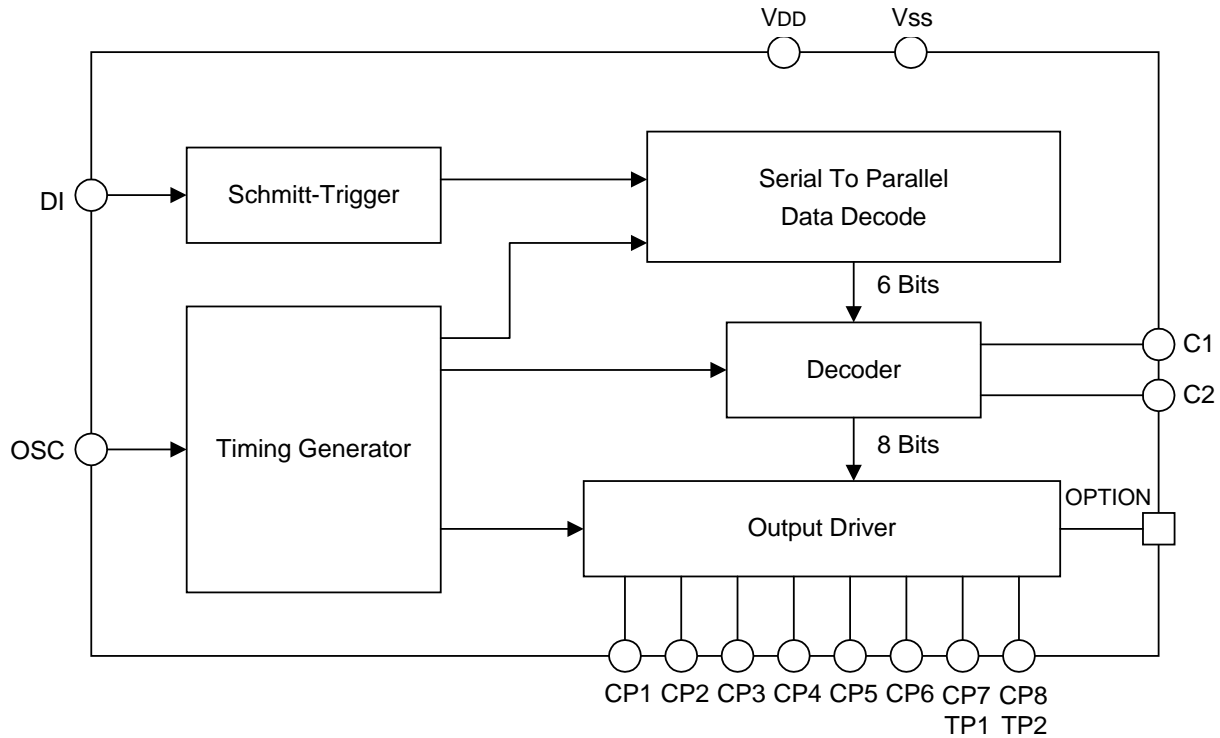 VDD
Vss
Schmitt-Trigger
Serial To Parallel
Data Decode
DI
6 Bits
Decoder
C1
C2
OSC
Timing Generator
8 Bits
OPTION
Output Driver
CP1 CP2 CP3 CP4 CP5 CP6 CP7 CP8
TP1 TP2